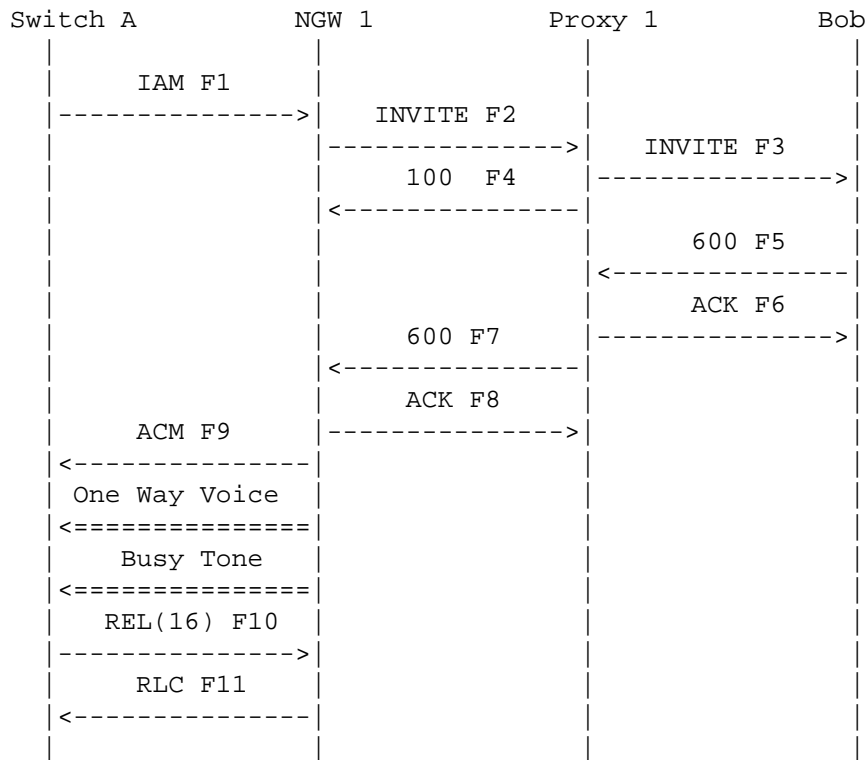 Switch A NGW 1 Proxy 1 Bob
IAM F1
INVITE F2
INVITE F3
100 F4
600 F5
ACK F6
600 F7
ACK F8
ACM F9
One Way Voice
Busy Tone
REL(16) F10
RLC F11